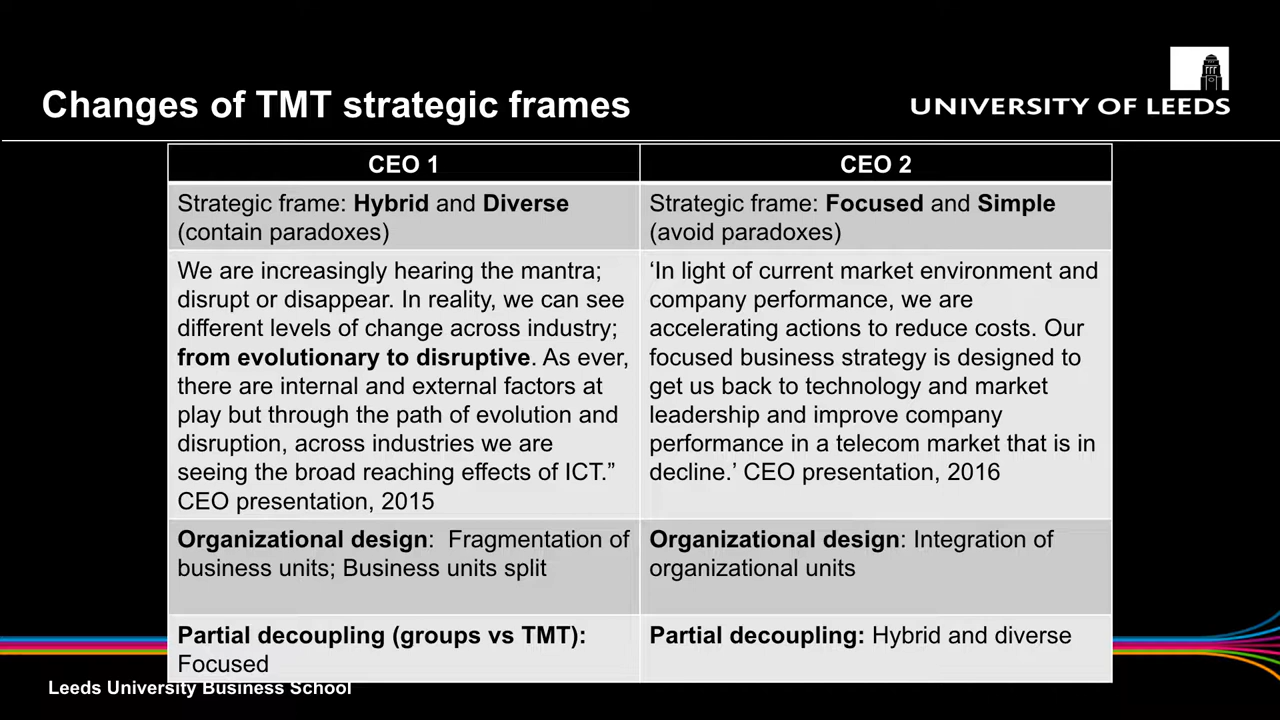 Changes of TMT strategic frames
UNIVERSITY OF LEEDS
CEO 1
CEO 2
Strategic frame: Hybrid and Diverse
(contain paradoxes)
Strategic frame: Focused and Simple
(avoid paradoxes)
We are increasingly hearing the mantra;
disrupt or disappear. In reality, we can see
different levels of change across industry;
from evolutionary to disruptive. As ever,
there are internal and external factors at
play but through the path of evolution and
disruption, across industries we are
seeing the broad reaching effects of ICT.”
CEO presentation, 2015
‘In light of current market environment and
company performance, we are
accelerating actions to reduce costs. Our
focused business strategy is designed to
get us back to technology and market
leadership and improve company
performance in a telecom market that is in
decline.’ CEO presentation, 2016
Organizational design:  Fragmentation of
business units; Business units split
Organizational design: Integration of
organizational units
Partial decoupling (groups vs TMT):
Focused
Partial decoupling: Hybrid and diverse
Leeds University Business School